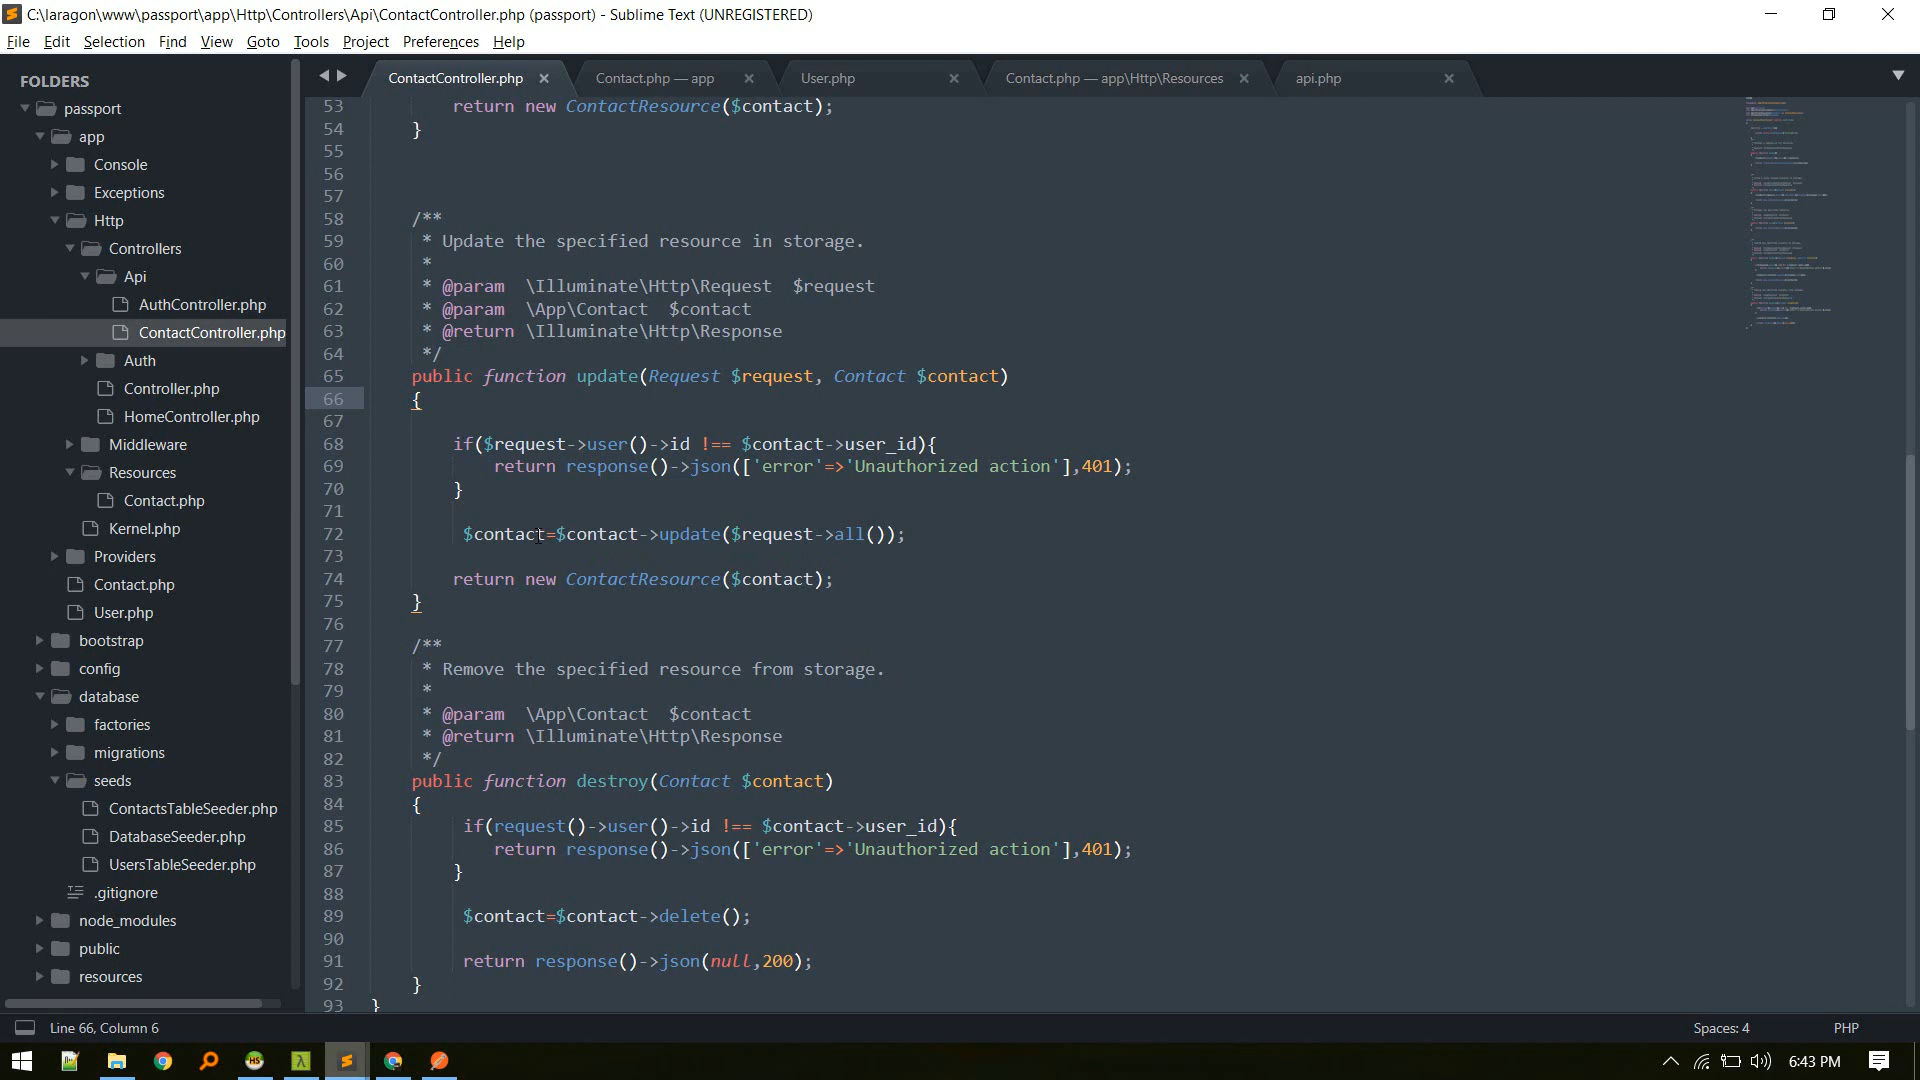 C:\laragon\www\passport\app\Http\Controllers\Api\ContactController.php (passport) - Sublime Text (UNREGISTERED)
File Edit Selection Find View Goto Tools Project Preferences Help
FOLDERS
passport
app
Console
Exceptions
Http
Controllers
Api
AuthController.php
ContactController.php
Auth
Controller.php
HomeController.php
Middleware
Resources
Contact.php
Kernel.php
Providers
Contact.php
User.php
bootstrap
config
database
factories
migrations
seeds
ContactsTableSeeder.php
DatabaseSeeder.php
UsersTableSeeder.php
.gitignore
node_modules
public
resources
ContactController.php Contact.php — app User.php Contact.php — app\Http\Resources api.php
53 return new ContactResource($contact);
54 }
55
56
57
58 /**
59 * Update the specified resource in storage.
60 *
61 * @param \Illuminate\Http\Request $request
62 * @param \App\Contact $contact
63 * @return \Illuminate\Http\Response
64 */
65 public function update(Request $request, Contact $contact)
66 {
67
68 if($request->user()->id !== $contact->user_id){
69 return response()->json(['error'=>'Unauthorized action'],401);
70 }
71
72 $contact=$contact->update($request->all());
73
74 return new ContactResource($contact);
75 }
76
77 /**
78 * Remove the specified resource from storage.
79 *
80 * @param \App\Contact $contact
81 * @return \Illuminate\Http\Response
82 */
83 public function destroy(Contact $contact)
84 {
85 if(request()->user()->id !== $contact->user_id){
86 return response()->json(['error'=>'Unauthorized action'],401);
87 }
88
89 $contact=$contact->delete();
90
91 return response()->json(null,200);
92 }
93 }
Line 66, Column 6 Spaces: 4 PHP
6:43 PM